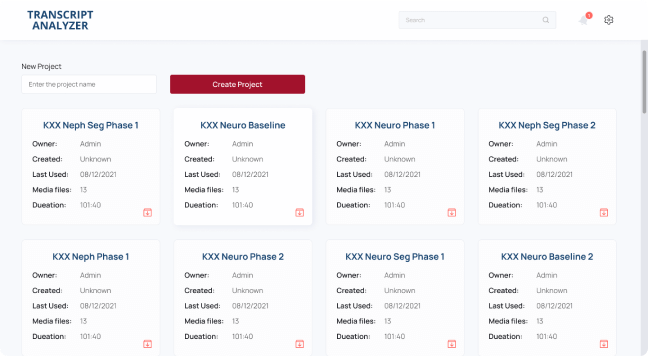 TRANSCRIPT
ANALYZER
Search
1
New Project
Enter the project name
Create Project
KXX Neph Seg Phase 1
Owner: Admin
Created: Unknown
Last Used: 08/12/2021
Media files: 13
Dueation: 101:40
KXX Neuro Baseline
Owner: Admin
Created: Unknown
Last Used: 08/12/2021
Media files: 13
Dueation: 101:40
KXX Neuro Phase 1
Owner: Admin
Created: Unknown
Last Used: 08/12/2021
Media files: 13
Dueation: 101:40
KXX Neph Seg Phase 2
Owner: Admin
Created: Unknown
Last Used: 08/12/2021
Media files: 13
Dueation: 101:40
KXX Neph Phase 1
Owner: Admin
Created: Unknown
Last Used: 08/12/2021
Media files: 13
Dueation: 101:40
KXX Neuro Phase 2
Owner: Admin
Created: Unknown
Last Used: 08/12/2021
Media files: 13
Dueation: 101:40
KXX Neuro Seg Phase 1
Owner: Admin
Created: Unknown
Last Used: 08/12/2021
Media files: 13
Dueation: 101:40
KXX Neuro Baseline 2
Owner: Admin
Created: Unknown
Last Used: 08/12/2021
Media files: 13
Dueation: 101:40